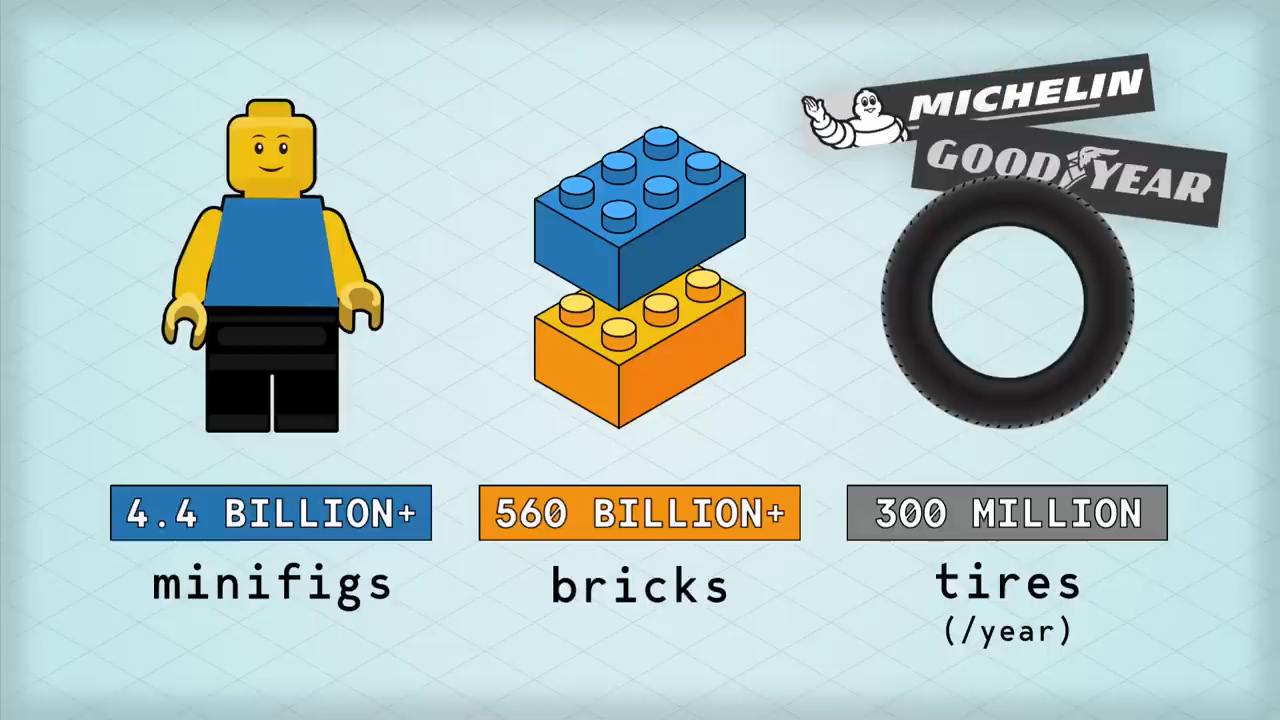 MICHELIN
GOODYEAR
4.4 BILLION+
560 BILLION+
300 MILLION
minifigs
bricks
tires
(/year)